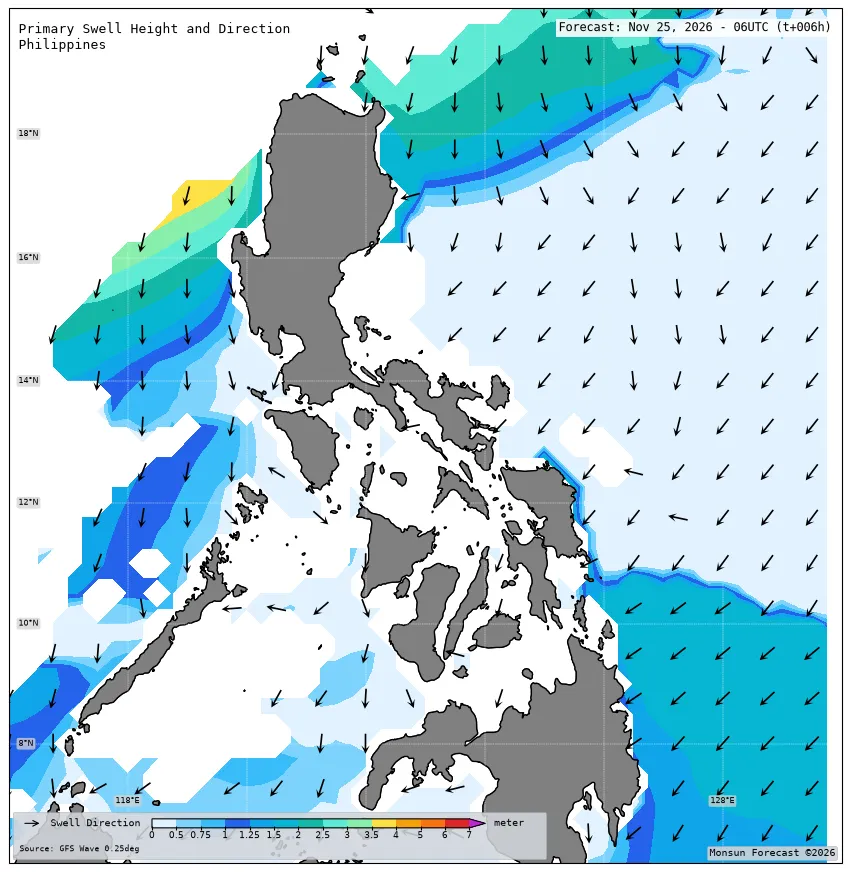 Primary Swell Height and Direction
Philippines
Forecast: Nov 25, 2026 - 06UTC (t+006h)
18°N
16°N
14°N
12°N
10°N
8°N
118°E
128°E
Swell Direction
0 0.5 0.75 1 1.25 1.5 2 2.5 3 3.5 4 5 6 7
meter
Source: GFS Wave 0.25deg
Monsun Forecast ©2026